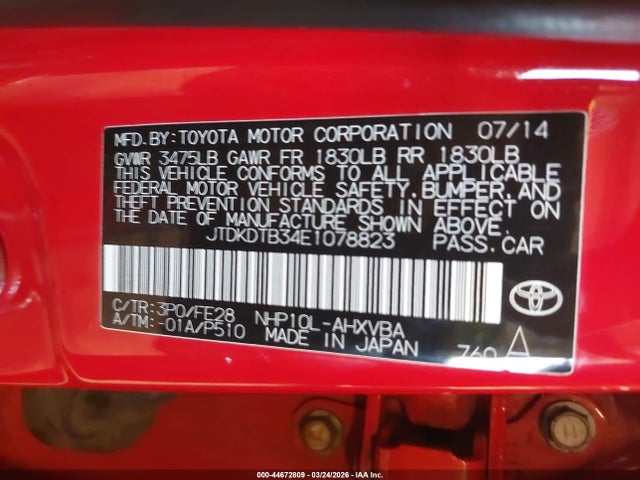 MFD. BY: TOYOTA MOTOR CORPORATION 07/14
GVWR 3475LB GAWR FR 1830LB RR 1830LB
THIS VEHICLE CONFORMS TO ALL APPLICABLE
FEDERAL MOTOR VEHICLE SAFETY, BUMPER, AND
THEFT PREVENTION STANDARDS IN EFFECT ON
THE DATE OF MANUFACTURE SHOWN ABOVE.
JTDKDTB34E1078823 PASS. CAR
C/TR: 3P0/FE28 NHP10L-AHXVBA
A/TM: -01A/P510 MADE IN JAPAN 760 A
000-44672809 - 03/24/2026 - IAA Inc.